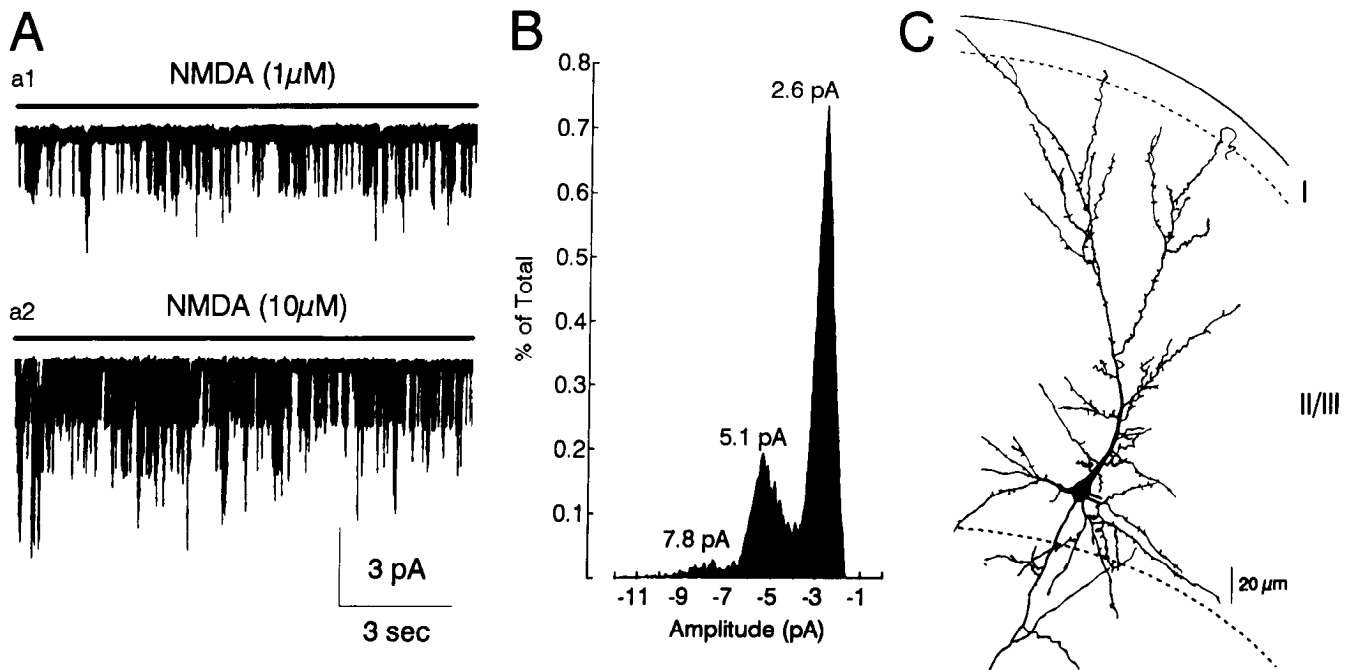 A
a1
NMDA (1µM)
a2
NMDA (10µM)
3 pA
3 sec
B
0.8
0.7
0.6
0.5
0.4
0.3
0.2
0.1
% of Total
2.6 pA
5.1 pA
7.8 pA
-11 -9 -7 -5 -3 -1
Amplitude (pA)
C
I
II/III
20 µm